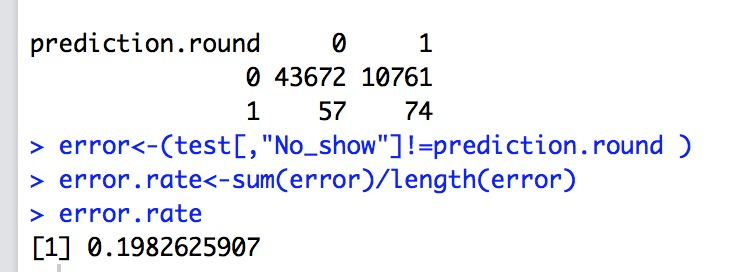 prediction.round 0 1
0 43672 10761
1 57 74
> error<-(test[,"No_show"]!=prediction.round )
> error.rate<-sum(error)/length(error)
> error.rate
[1] 0.1982625907